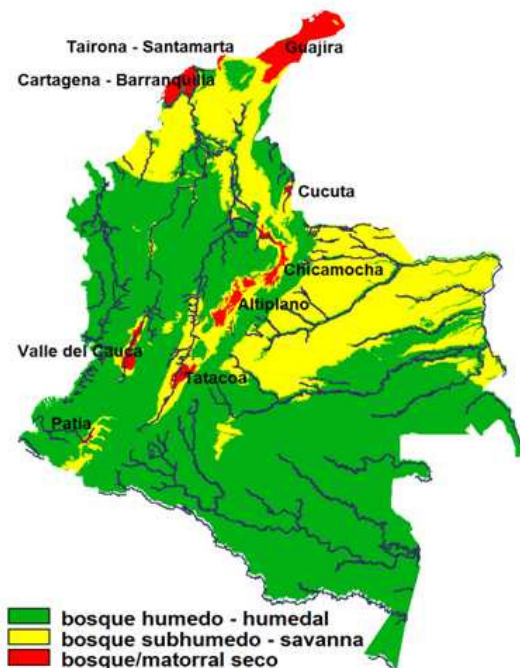 Tairona - Santamarta
Guajira
Cartagena - Barranquilla
Cucuta
Chicamocha
Altiplano
Valle del Cauca
Tatacoa
Patia
bosque humedo - humedal
bosque subhumedo - savanna
bosque/matorral seco